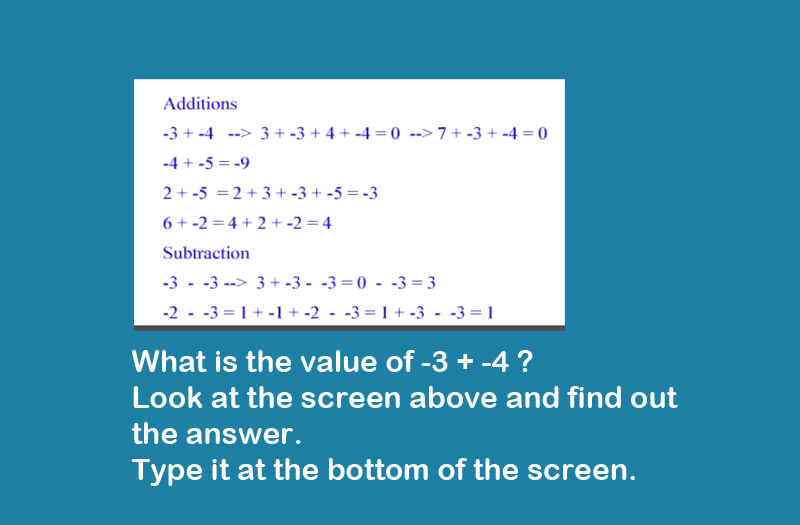 Additions
-3 + -4 --> 3 + -3 + 4 + -4 = 0 --> 7 + -3 + -4 = 0
-4 + -5 = -9
2 + -5 = 2 + 3 + -3 + -5 = -3
6 + -2 = 4 + 2 + -2 = 4
Subtraction
-3 - -3 --> 3 + -3 - -3 = 0 - -3 = 3
-2 - -3 = 1 + -1 + -2 - -3 = 1 + -3 - -3 = 1
What is the value of -3 + -4 ?
Look at the screen above and find out
the answer.
Type it at the bottom of the screen.